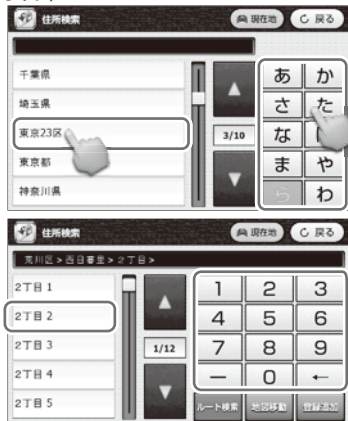 住所検索 現在地 戻る
千葉県
埼玉県
東京23区
東京都
神奈川県
3/10
あ か
さ た
な
ま や
ら わ
住所検索 現在地 戻る
荒川区>西日暮里>2丁目>
2丁目 1
2丁目 2
2丁目 3
2丁目 4
2丁目 5
1/12
1 2 3
4 5 6
7 8 9
— 0 ←
ルート検索 地図移動 登録追加